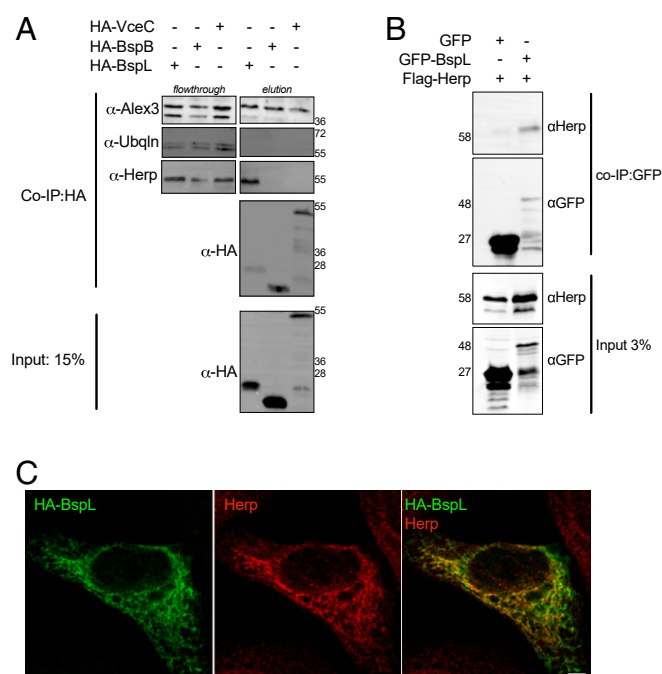 A
HA-VceC - - + - - +
HA-BspB - + - - + -
HA-BspL + - - + - -
flowthrough elution
α-Alex3
36
α-Ubqln
72
55
α-Herp
55
Co-IP:HA
α-HA
55
36
28
Input: 15%
α-HA
55
36
28
B
GFP + -
GFP-BspL - +
Flag-Herp + +
58
αHerp
co-IP:GFP
48
αGFP
27
58
αHerp
Input 3%
48
αGFP
27
C
HA-BspL
Herp
HA-BspL
Herp